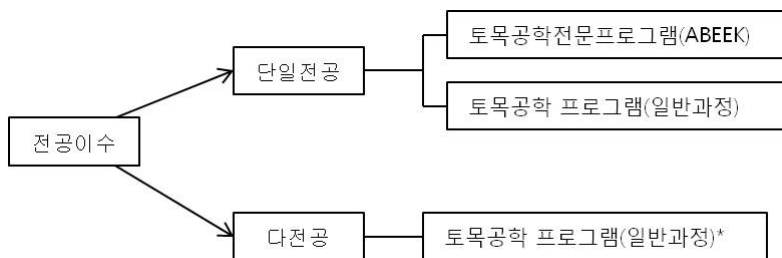 토목공학전문프로그램(ABEEK)
단일전공
토목공학 프로그램(일반과정)
전공이수
다전공
토목공학 프로그램(일반과정)*